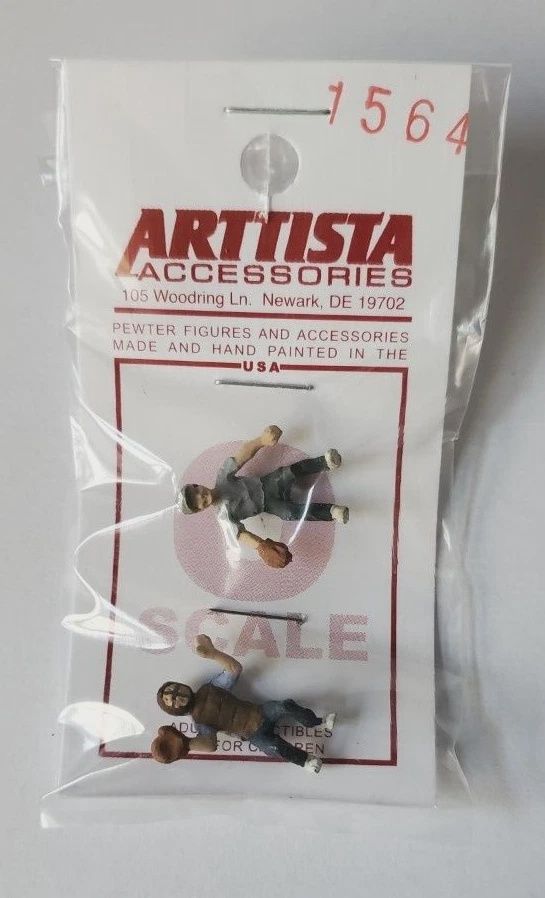 1564
ARTTISTA
ACCESSORIES
105 Woodring Ln. Newark, DE 19702
PEWTER FIGURES AND ACCESSORIES
MADE AND HAND PAINTED IN THE
USA
O
SCALE